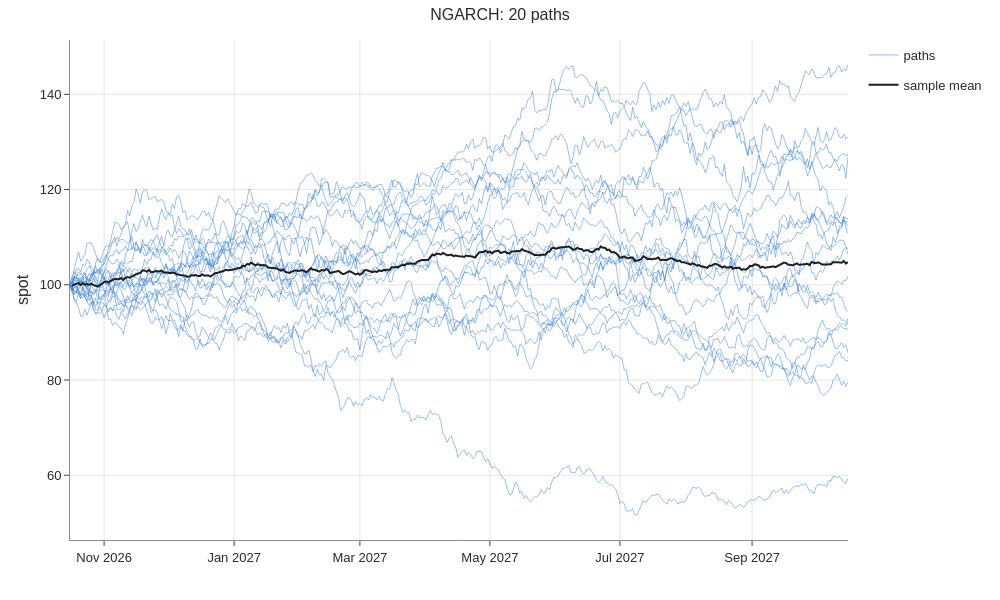 NGARCH: 20 paths
paths
sample mean
spot
140
120
100
80
60
Nov 2026
Jan 2027
Mar 2027
May 2027
Jul 2027
Sep 2027